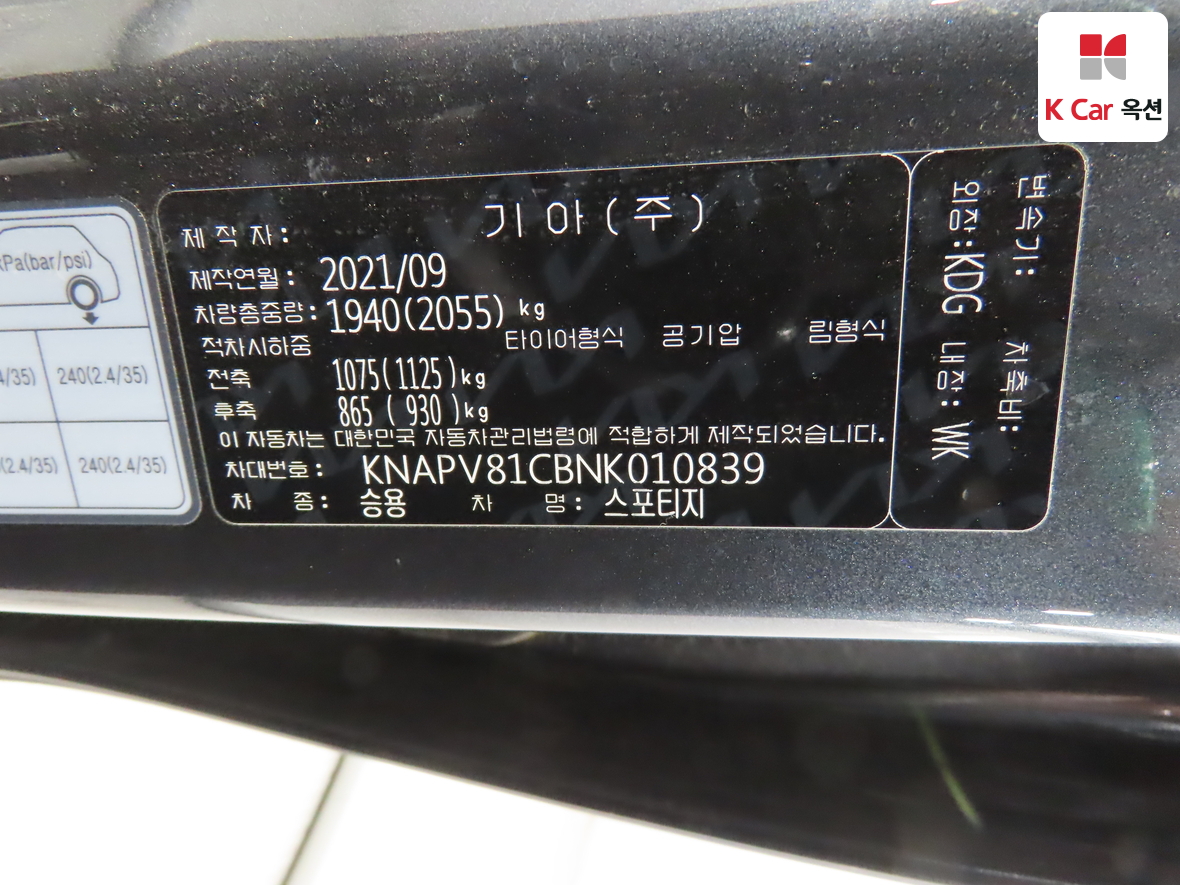 K Car 옥션
kPa(bar/psi)
240(2.4/35)
(2.4/35) 240(2.4/35)
제 작 자 : 기 아 ( 주 )
제작연월 : 2021/09
차량총중량 : 1940(2055) kg
적차시하중 타이어형식 공기압 림형식
전축 1075(1125)kg
후축 865 ( 930 )kg
이 자동차는 대한민국 자동차관리법령에 적합하게 제작되었습니다.
차대번호 : KNAPV81CBNK010839
차 종 : 승용 차 명 : 스포티지
변속기: 차축비:
외장:KDG 내장: WK